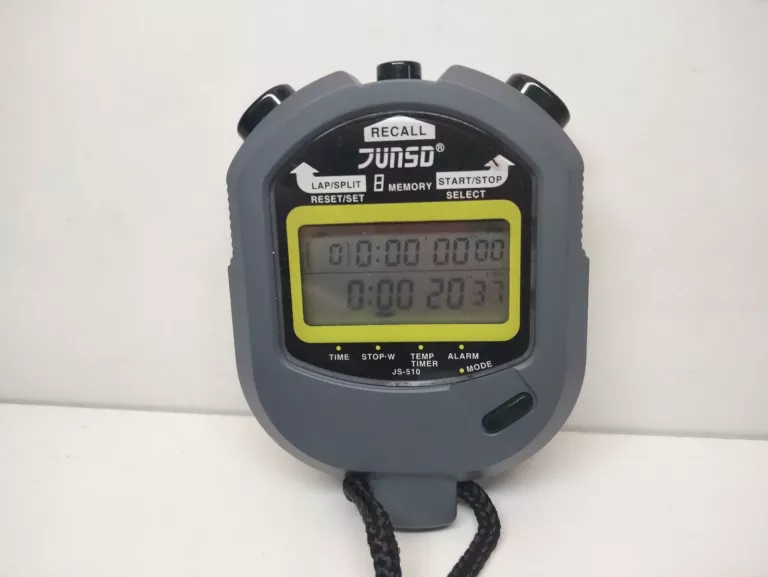 RECALL
JUNSD®
LAP/SPLIT 8 MEMORY START/STOP
RESET/SET SELECT
0 0:00 00 00
0:00 20 37
TIME STOP•W TEMP TIMER ALARM
JS-510 MODE